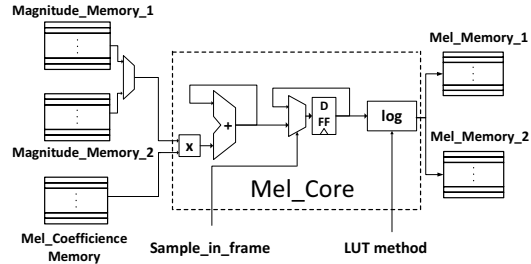 Magnitude_Memory_1
Magnitude_Memory_2
Mel_Coefficience
Memory
x
+
D
FF
log
Mel_Core
Sample_in_frame
LUT method
Mel_Memory_1
Mel_Memory_2